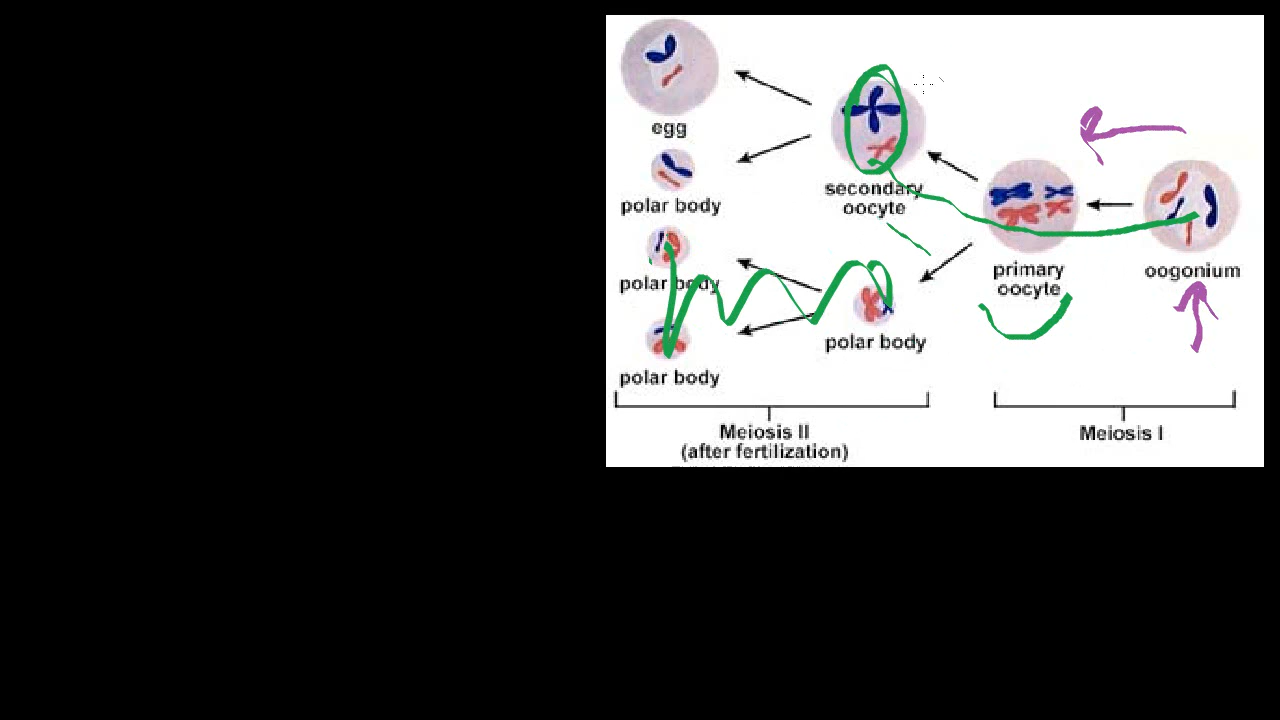 egg
polar body
secondary
oocyte
polar body
primary
oocyte
oogonium
polar body
polar body
Meiosis II
(after fertilization)
Meiosis I